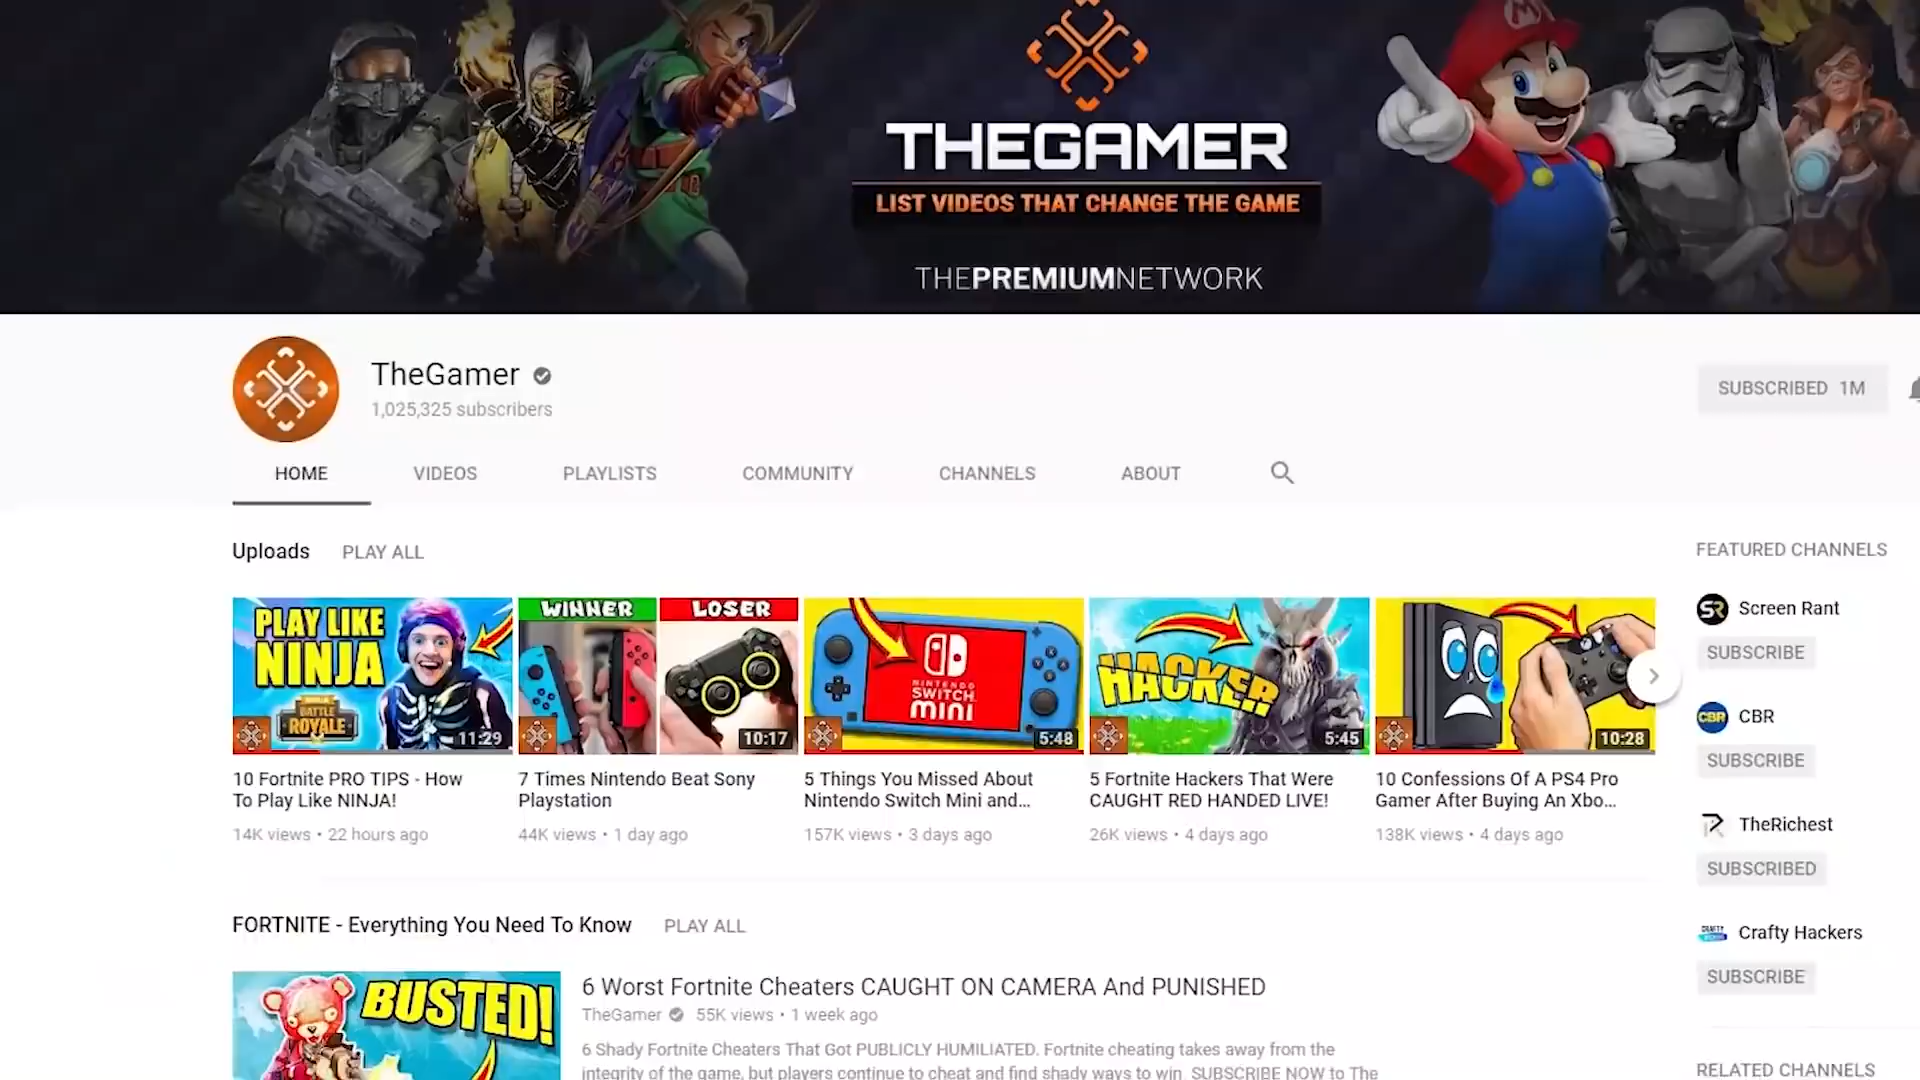 THEGAMER
LIST VIDEOS THAT CHANGE THE GAME
THEPREMIUMNETWORK
TheGamer
1,025,325 subscribers
SUBSCRIBED 1M
HOME VIDEOS PLAYLISTS COMMUNITY CHANNELS ABOUT
Uploads PLAY ALL
PLAY LIKE
NINJA
BATTLE
ROYALE
11:29
10 Fortnite PRO TIPS - How
To Play Like NINJA!
14K views • 22 hours ago
WINNER LOSER
10:17
7 Times Nintendo Beat Sony
Playstation
44K views • 1 day ago
NINTENDO
SWITCH
mini
5:48
5 Things You Missed About
Nintendo Switch Mini and...
157K views • 3 days ago
HACKER
5:45
5 Fortnite Hackers That Were
CAUGHT RED HANDED LIVE!
26K views • 4 days ago
10:28
10 Confessions Of A PS4 Pro
Gamer After Buying An Xbo...
138K views • 4 days ago
FORTNITE - Everything You Need To Know PLAY ALL
BUSTED!
6 Worst Fortnite Cheaters CAUGHT ON CAMERA And PUNISHED
TheGamer 55K views • 1 week ago
6 Shady Fortnite Cheaters That Got PUBLICLY HUMILIATED. Fortnite cheating takes away from the
integrity of the game, but players continue to cheat and find shady ways to win. SUBSCRIBE NOW to The
FEATURED CHANNELS
SR
Screen Rant
SUBSCRIBE
CBR
CBR
SUBSCRIBE
TheRichest
SUBSCRIBED
CRAFTY
Crafty Hackers
SUBSCRIBE
RELATED CHANNELS